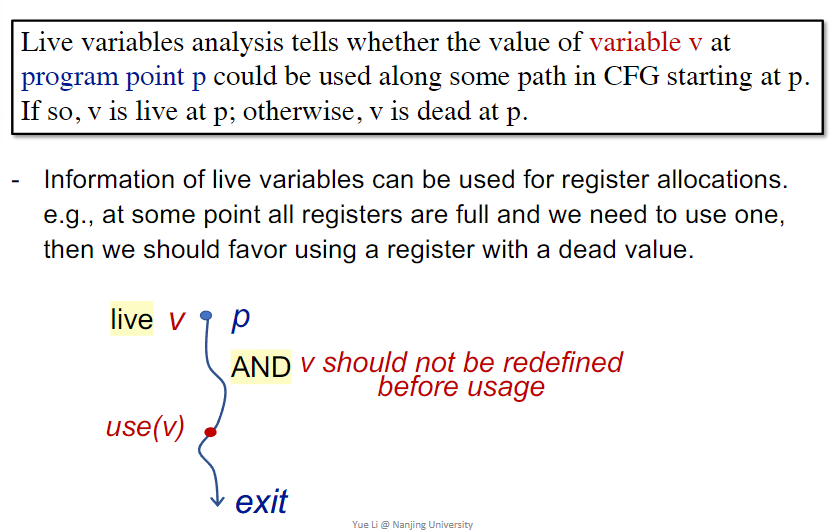 Live variables analysis tells whether the value of variable v at
program point p could be used along some path in CFG starting at p.
If so, v is live at p; otherwise, v is dead at p.
- Information of live variables can be used for register allocations.
e.g., at some point all registers are full and we need to use one,
then we should favor using a register with a dead value.
live v p
AND v should not be redefined
before usage
use(v)
exit
Yue Li @ Nanjing University